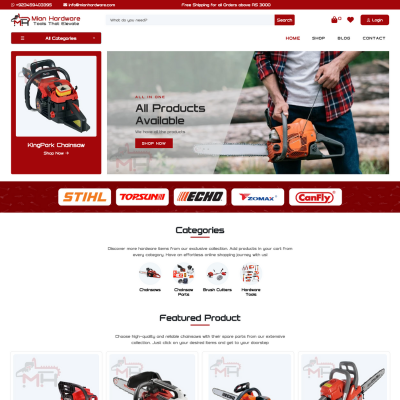 +923459403395 mianhardware.com
Free Shipping for all Orders above RS 3000
Mian Hardware
Tools That Elevate
What do you need?
Search
0
Login
All Categories
HOME SHOP BLOG CONTACT
ALL IN ONE
All Products
Available
We have all the products
SHOP NOW
KingPark Chainsaw
Shop Now
STIHL TOPSUN ECHO ZOMAX CanFly
Categories
Discover more hardware items from our exclusive collection. Add products in your cart from
every category. Have an effortless online shopping journey with us!
Chainsaws
Chainsaw
Parts
Brush Cutters
Hardware
Tools
Featured Product
Choose high-quality and reliable chainsaws with their spare parts from our extensive
collection. Just click on your desired items and get to your doorstep